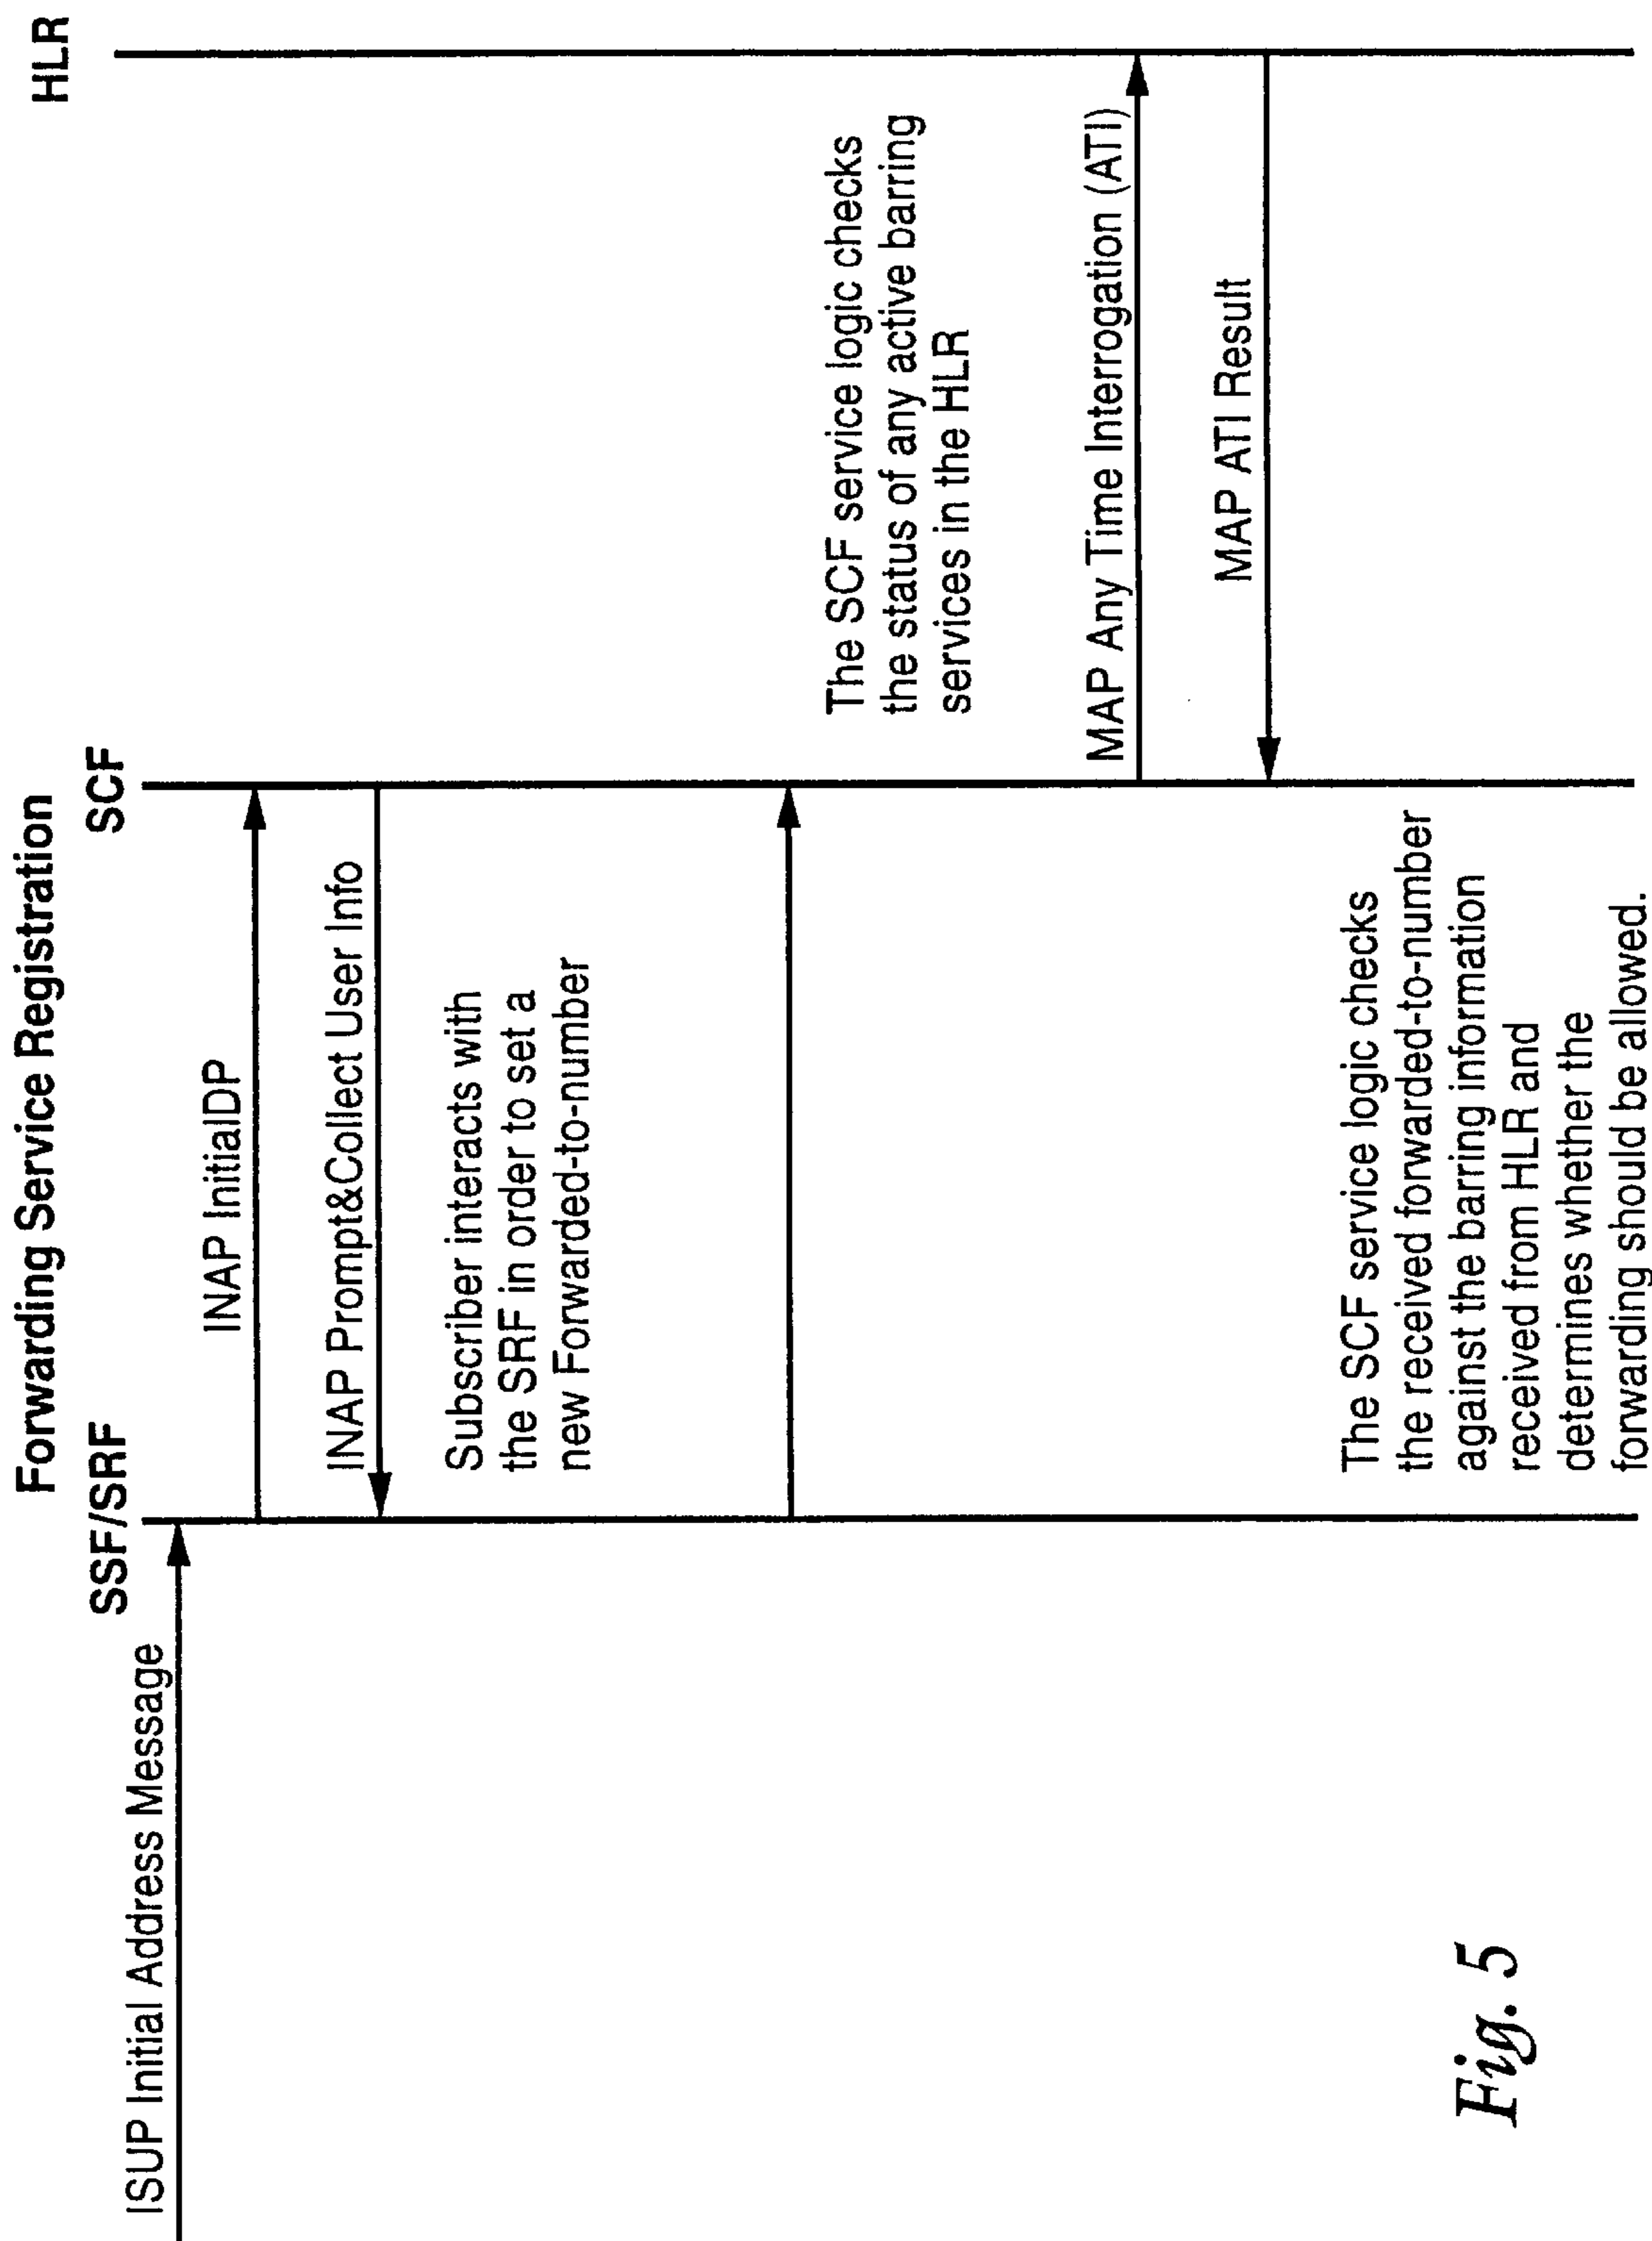 Forwarding Service Registration
SSF/SRF
SCF
HLR
ISUP Initial Address Message
INAP InitialDP
INAP Prompt&Collect User Info
Subscriber interacts with
the SRF in order to set a
new Forwarded-to-number
The SCF service logic checks
the status of any active barring
services in the HLR
MAP Any Time Interrogation (ATI)
MAP ATI Result
The SCF service logic checks
the received forwarded-to-number
against the barring information
received from HLR and
determines whether the
forwarding should be allowed.
Fig. 5